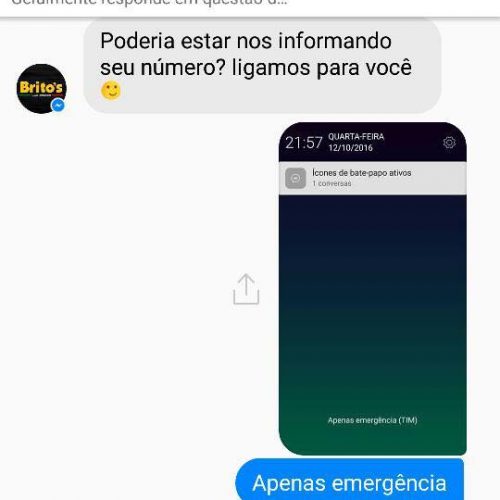 Geralmente responde em questão d...
Poderia estar nos informando
seu número? ligamos para você
Brito's
21:57 QUARTA-FEIRA
12/10/2016
Ícones de bate-papo ativos
1 conversas
Apenas emergência (TIM)
Apenas emergência